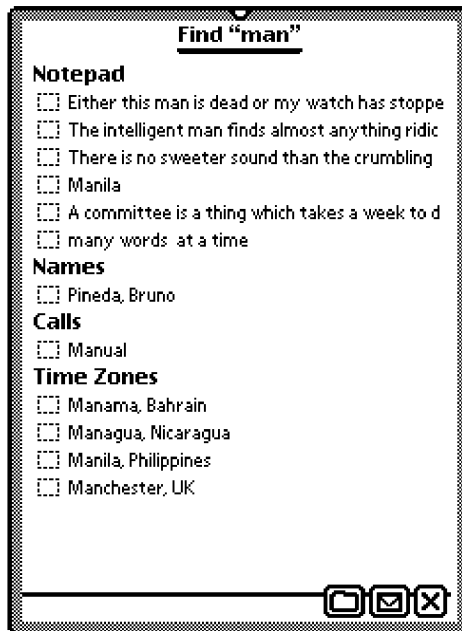 Find “man”
Notepad
Either this man is dead or my watch has stoppe
The intelligent man finds almost anything ridic
There is no sweeter sound than the crumbling
Manila
A committee is a thing which takes a week to d
many words at a time
Names
Pineda, Bruno
Calls
Manual
Time Zones
Manama, Bahrain
Managua, Nicaragua
Manila, Philippines
Manchester, UK